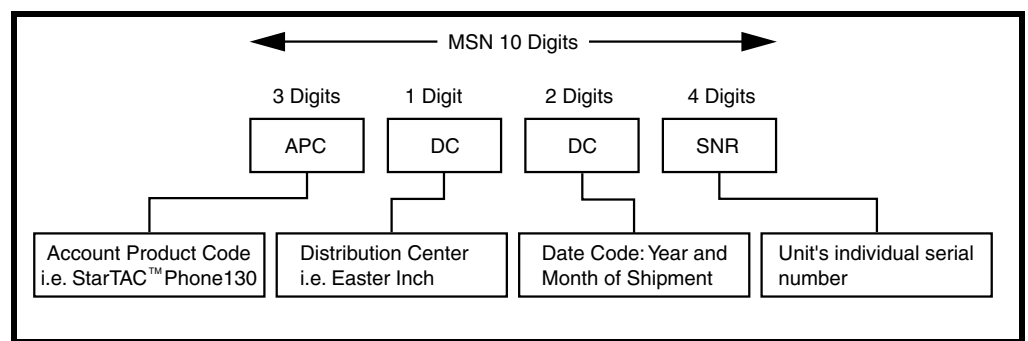 MSN 10 Digits
3 Digits 1 Digit 2 Digits 4 Digits
APC DC DC SNR
Account Product Code
i.e. StarTAC™Phone130
Distribution Center
i.e. Easter Inch
Date Code: Year and
Month of Shipment
Unit's individual serial
number